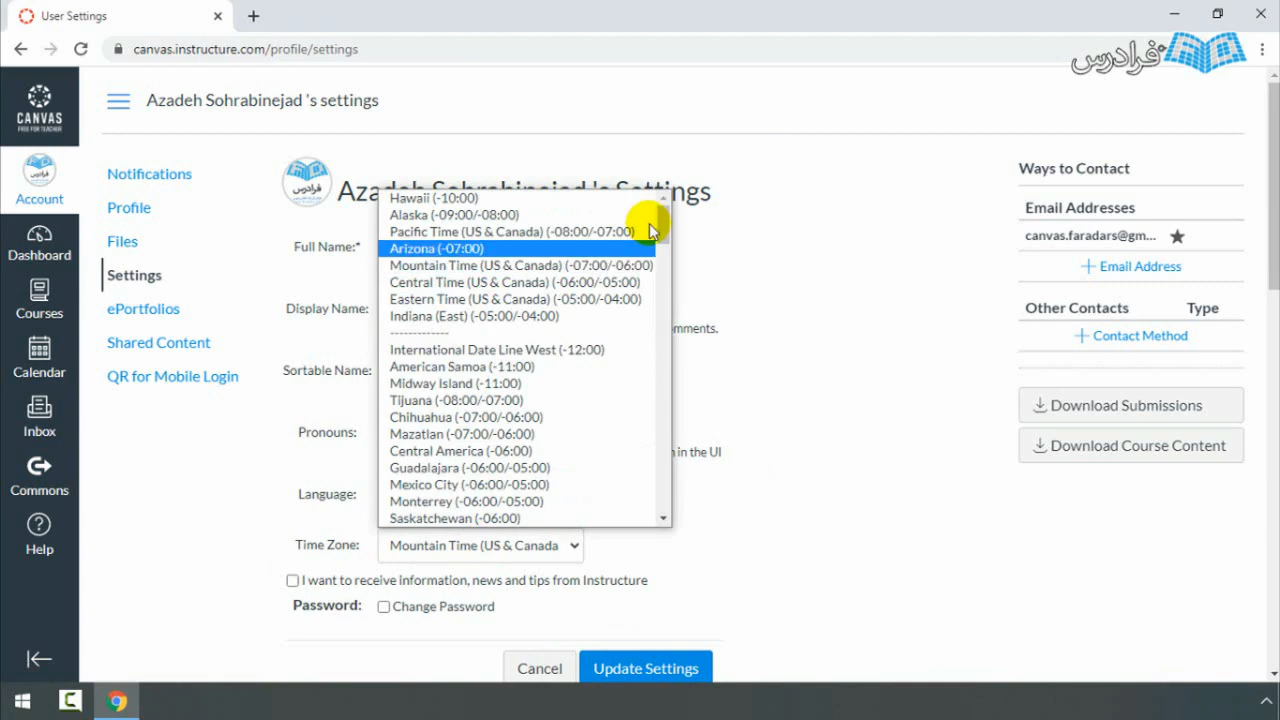 User Settings
canvas.instructure.com/profile/settings
فرادرس
CANVAS
FREE FOR TEACHER
Account
Dashboard
Courses
Calendar
Inbox
Commons
Help
Azadeh Sohrabinejad 's settings
Notifications
Profile
Files
Settings
ePortfolios
Shared Content
QR for Mobile Login
فرادرس
Azadeh Sohrabinejad 's Settings
Full Name:*
Display Name:
mments.
Sortable Name:
Pronouns:
n in the UI
Language:
Hawaii (-10:00)
Alaska (-09:00/-08:00)
Pacific Time (US & Canada) (-08:00/-07:00)
Arizona (-07:00)
Mountain Time (US & Canada) (-07:00/-06:00)
Central Time (US & Canada) (-06:00/-05:00)
Eastern Time (US & Canada) (-05:00/-04:00)
Indiana (East) (-05:00/-04:00)
-------------
International Date Line West (-12:00)
American Samoa (-11:00)
Midway Island (-11:00)
Tijuana (-08:00/-07:00)
Chihuahua (-07:00/-06:00)
Mazatlan (-07:00/-06:00)
Central America (-06:00)
Guadalajara (-06:00/-05:00)
Mexico City (-06:00/-05:00)
Monterrey (-06:00/-05:00)
Saskatchewan (-06:00)
Time Zone: Mountain Time (US & Canada
I want to receive information, news and tips from Instructure
Password: Change Password
Cancel Update Settings
Ways to Contact
Email Addresses
canvas.faradars@gm...
Email Address
Other Contacts Type
Contact Method
Download Submissions
Download Course Content